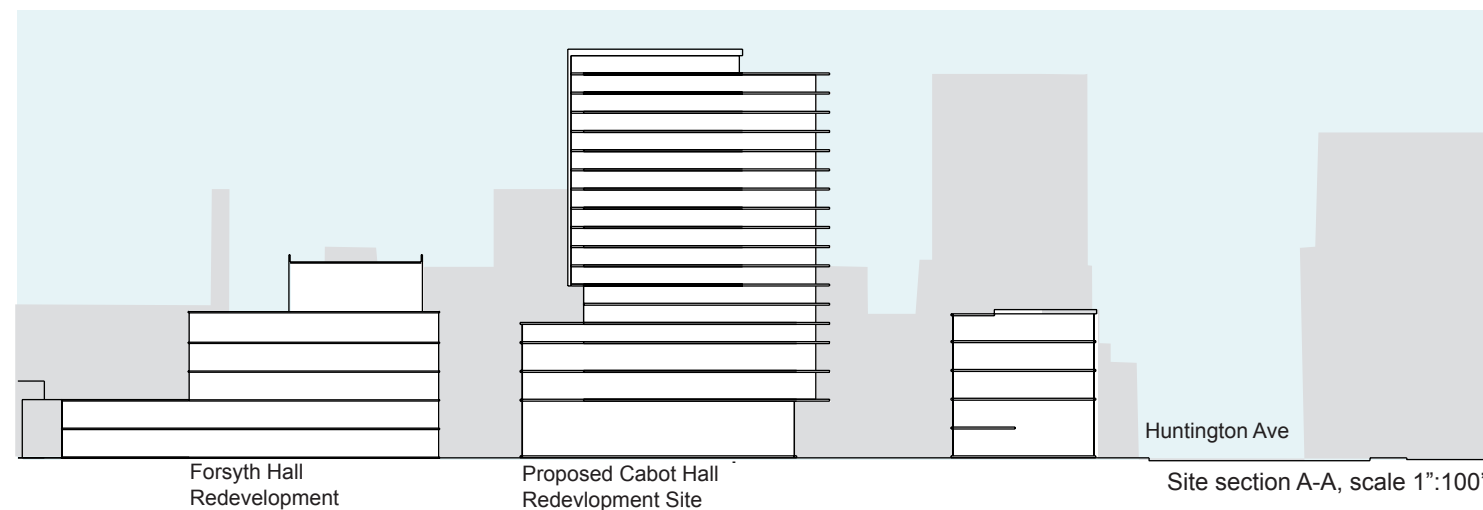 Forsyth Hall
Redevelopment
Proposed Cabot Hall
Redevlopment Site
Huntington Ave
Site section A-A, scale 1”:100’